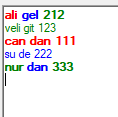 ali gel 212
veli git 123
can dan 111
su de 222
nur dan 333